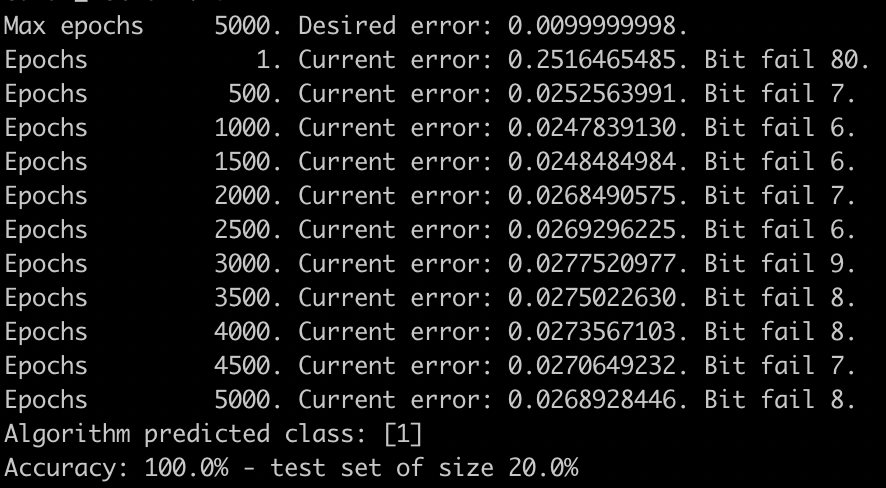 Max epochs     5000. Desired error: 0.0099999998.
Epochs            1. Current error: 0.2516465485. Bit fail 80.
Epochs          500. Current error: 0.0252563991. Bit fail 7.
Epochs         1000. Current error: 0.0247839130. Bit fail 6.
Epochs         1500. Current error: 0.0248484984. Bit fail 6.
Epochs         2000. Current error: 0.0268490575. Bit fail 7.
Epochs         2500. Current error: 0.0269296225. Bit fail 6.
Epochs         3000. Current error: 0.0277520977. Bit fail 9.
Epochs         3500. Current error: 0.0275022630. Bit fail 8.
Epochs         4000. Current error: 0.0273567103. Bit fail 8.
Epochs         4500. Current error: 0.0270649232. Bit fail 7.
Epochs         5000. Current error: 0.0268928446. Bit fail 8.
Algorithm predicted class: [1]
Accuracy: 100.0% - test set of size 20.0%